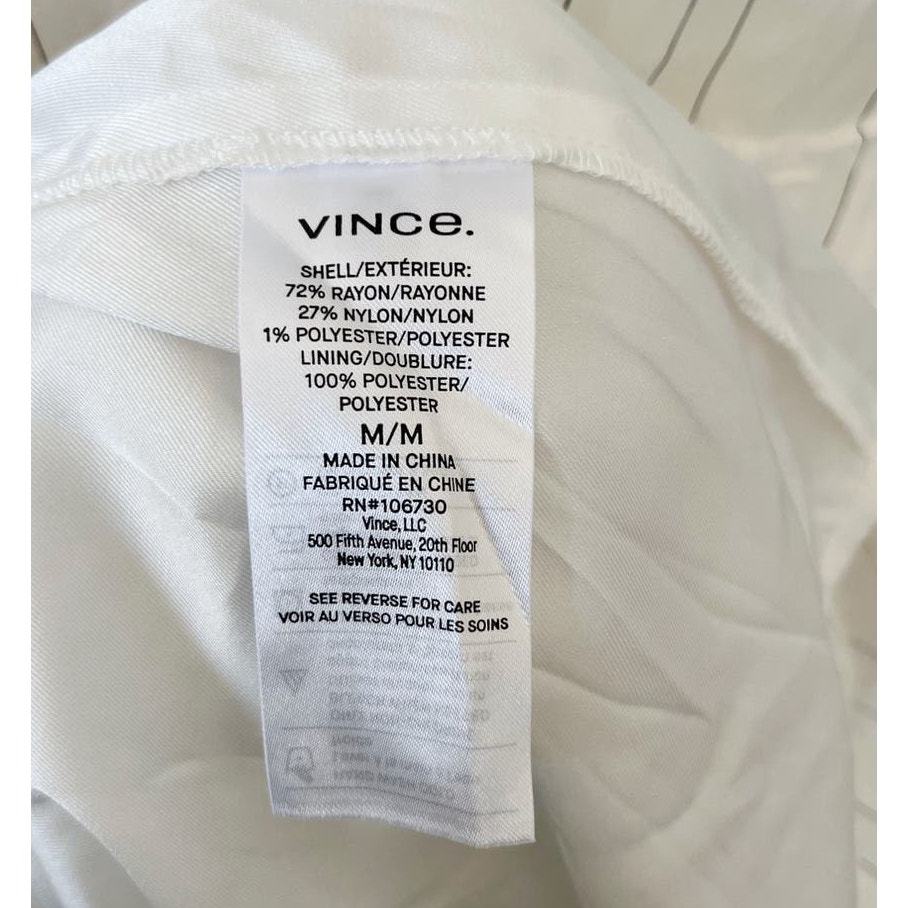 VINCE.
SHELL/EXTÉRIEUR:
72% RAYON/RAYONNE
27% NYLON/NYLON
1% POLYESTER/POLYESTER
LINING/DOUBLURE:
100% POLYESTER/
POLYESTER
M/M
MADE IN CHINA
FABRIQUÉ EN CHINE
RN#106730
Vince, LLC
500 Fifth Avenue, 20th Floor
New York, NY 10110
SEE REVERSE FOR CARE
VOIR AU VERSO POUR LES SOINS